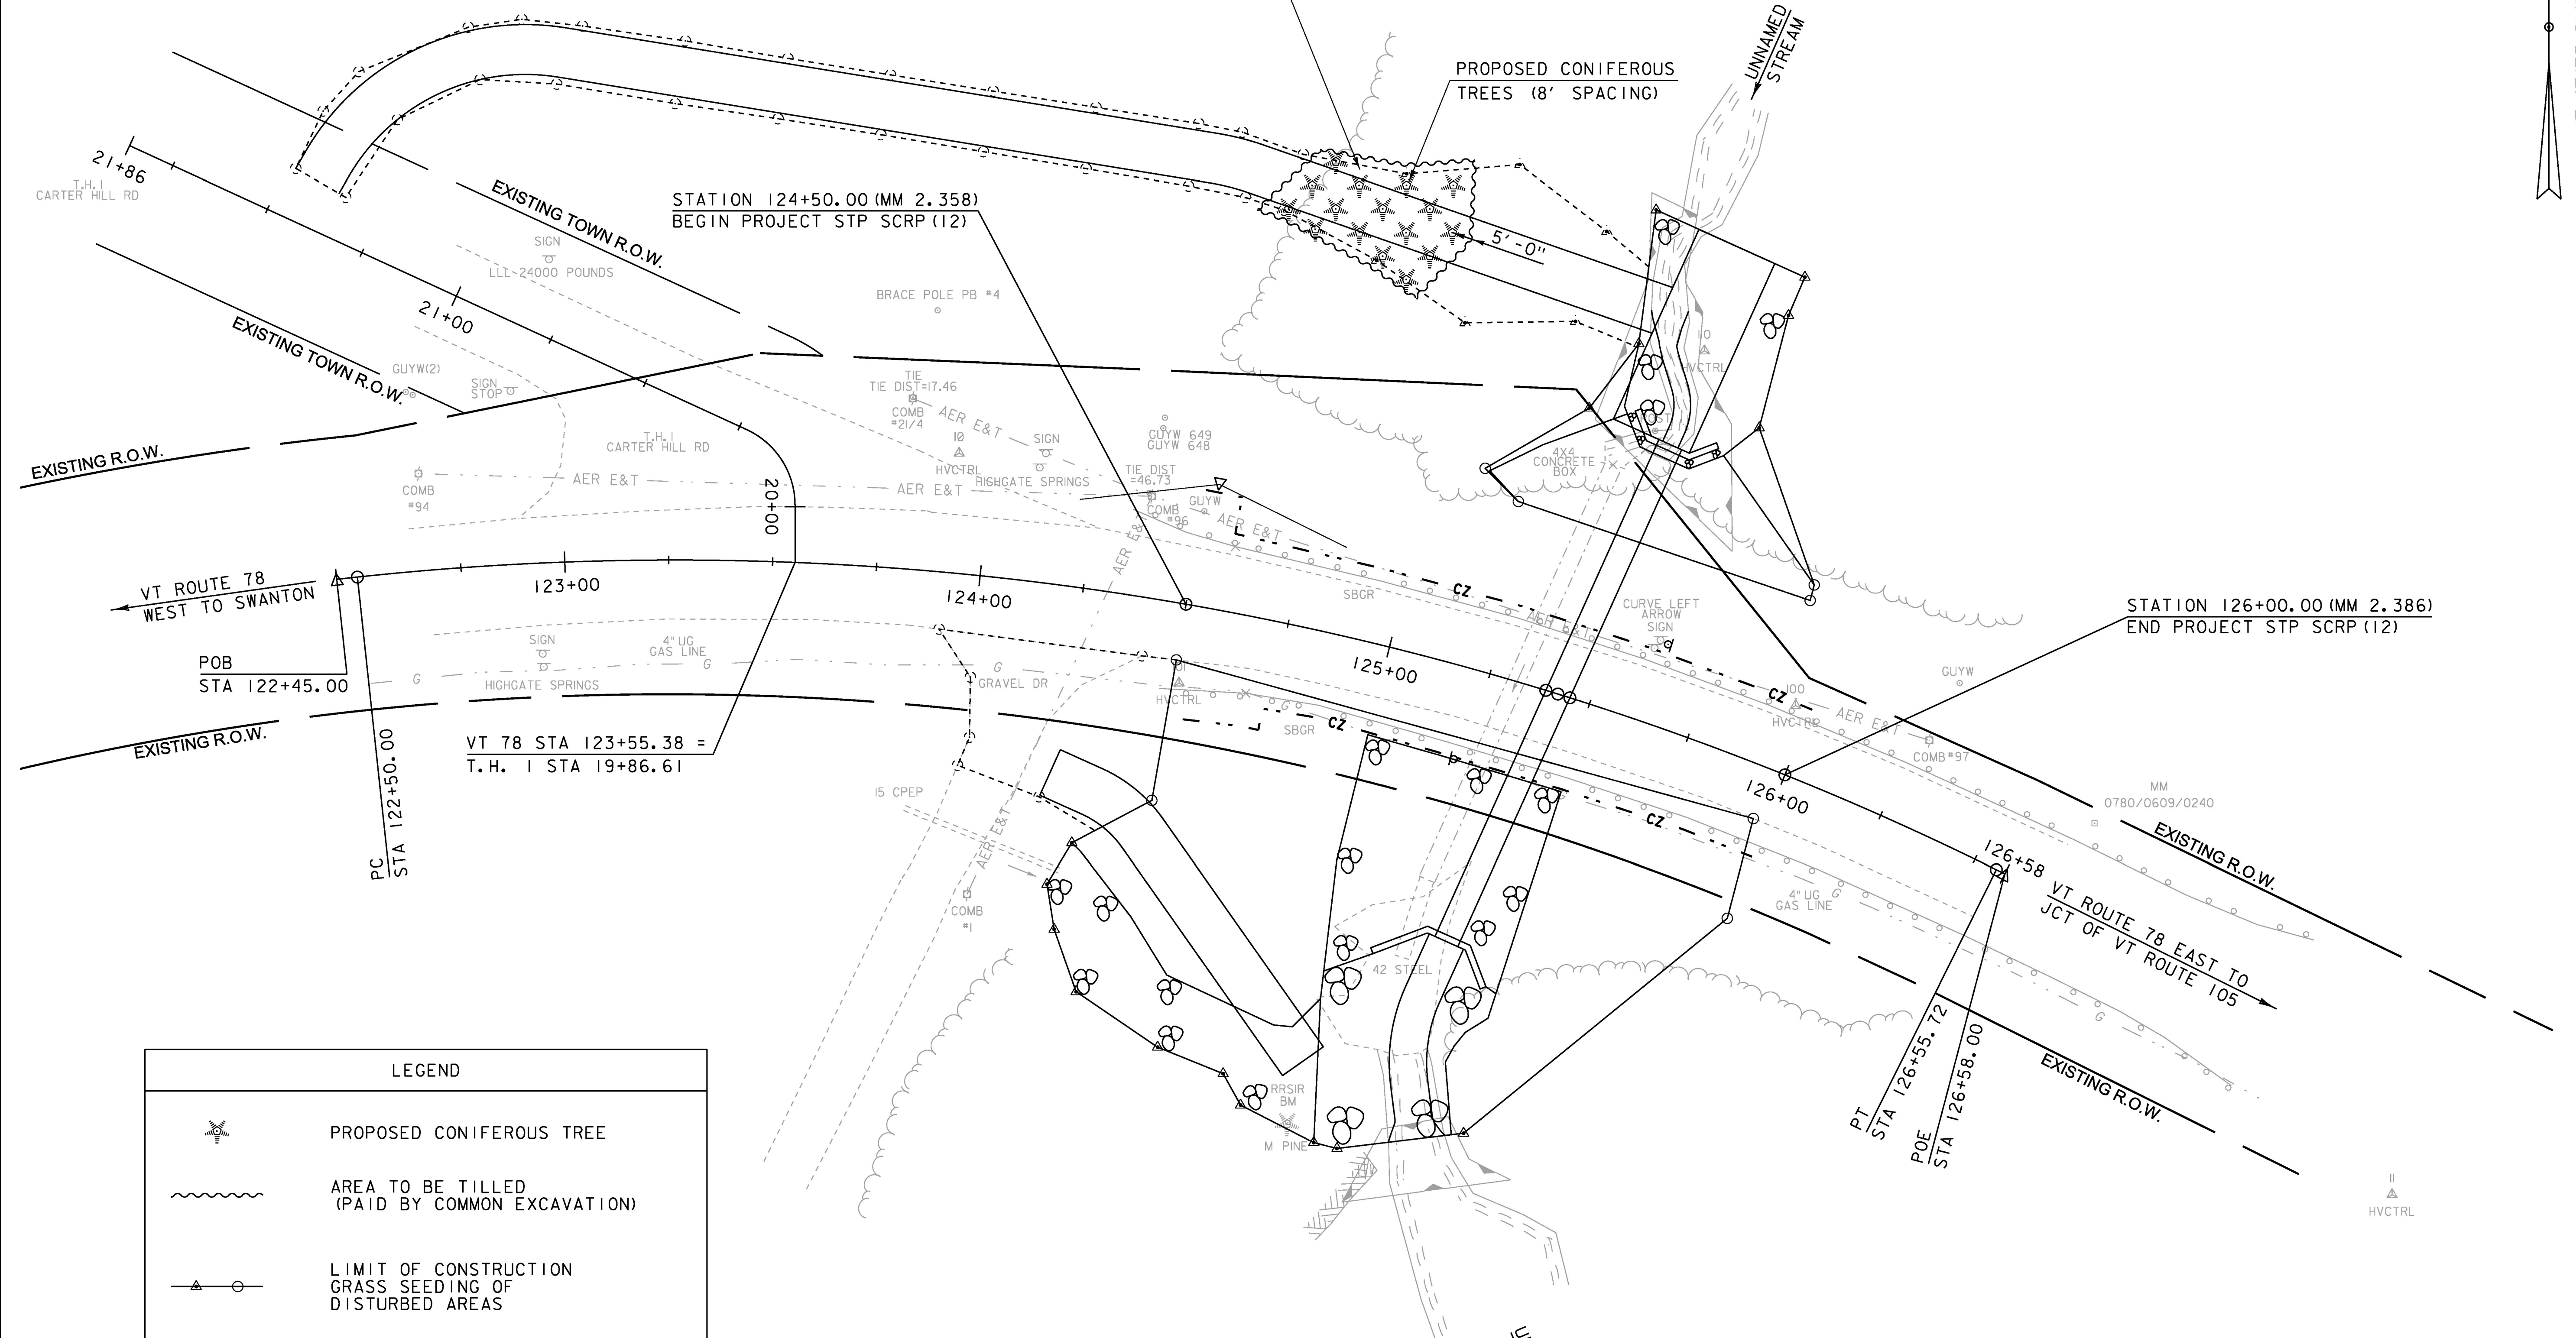 UNNAMED
STREAM
PROPOSED CONIFEROUS
TREES (8' SPACING)
21+86
T.H.1
CARTER HILL RD
EXISTING TOWN R.O.W.
STATION 124+50.00 (MM 2.358)
BEGIN PROJECT STP SCRP(12)
5'-0"
SIGN
LLL-24000 POUNDS
BRACE POLE PB #4
21+00
EXISTING TOWN R.O.W.
GUYW(2)
SIGN
STOP
TIE
TIE DIST=17.46
COMB
#21/4
AER E&T
10
HVCTRL
SIGN
HIGHGATE SPRINGS
GUYW 649
GUYW 648
TIE DIST
=46.73
10
HVCTRL
T.H.1
CARTER HILL RD
EXISTING R.O.W.
COMB
#94
AER E&T
AER E&T
20+00
GUYW
COMB
#96
AER E&T
AER E&T
4X4
CONCRETE
BOX
VT ROUTE 78
WEST TO SWANTON
123+00
124+00
SBGR
CZ
CURVE LEFT
ARROW
SIGN
AER E&T
STATION 126+00.00 (MM 2.386)
END PROJECT STP SCRP(12)
POB
STA 122+45.00
SIGN
HIGHGATE SPRINGS
4" UG
GAS LINE
G
G
G
GRAVEL DR
HVCTRL
G
125+00
CZ
100
HVCTRL
AER E&T
GUYW
COMB#97
EXISTING R.O.W.
VT 78 STA 123+55.38 =
T.H. 1 STA 19+86.61
PC
STA 122+50.00
CZ
SBGR
126+00
MM
0780/0609/0240
EXISTING R.O.W.
15 CPEP
AER E&T
COMB
#1
CZ
4" UG
GAS LINE
G
126+58
VT ROUTE 78 EAST TO
JCT OF VT ROUTE 105
42 STEEL
G
PT
STA 126+55.72
POE
STA 126+58.00
EXISTING R.O.W.
RRSIR
BM
M PINE
11
HVCTRL
LEGEND
PROPOSED CONIFEROUS TREE
AREA TO BE TILLED
(PAID BY COMMON EXCAVATION)
LIMIT OF CONSTRUCTION
GRASS SEEDING OF
DISTURBED AREAS